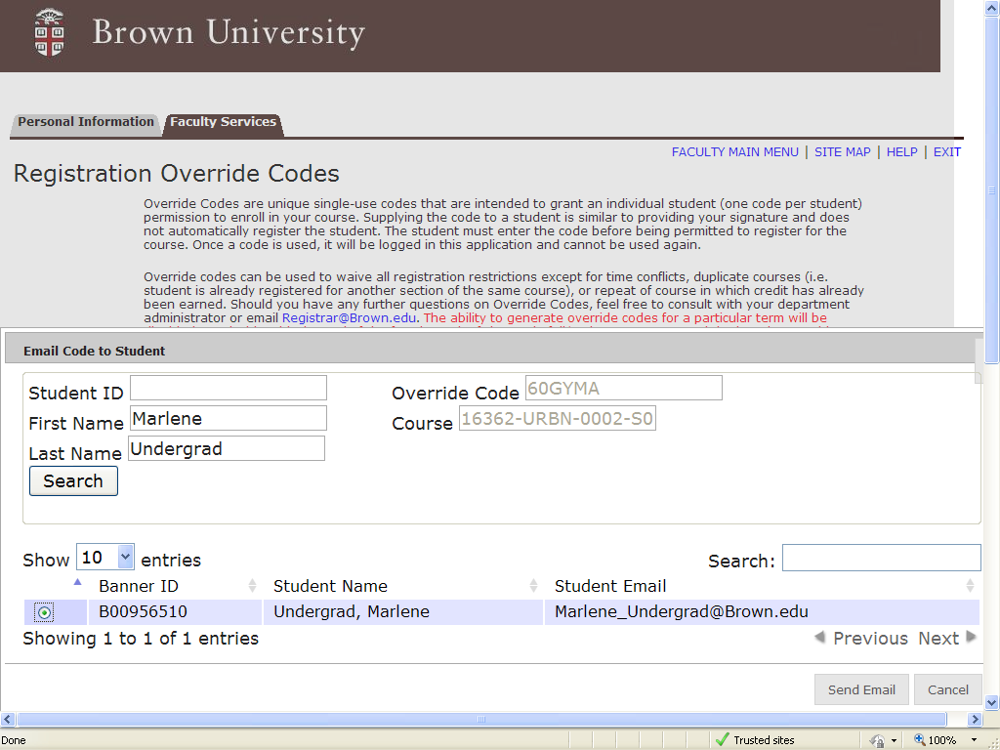 Brown University
Personal Information
Faculty Services
FACULTY MAIN MENU | SITE MAP | HELP | EXIT
Registration Override Codes
Override Codes are unique single-use codes that are intended to grant an individual student (one code per student)
permission to enroll in your course. Supplying the code to a student is similar to providing your signature and does
not automatically register the student. The student must enter the code before being permitted to register for the
course. Once a code is used, it will be logged in this application and cannot be used again.
Override codes can be used to waive all registration restrictions except for time conflicts, duplicate courses (i.e.
student is already registered for another section of the same course), or repeat of course in which credit has already
been earned. Should you have any further questions on Override Codes, feel free to consult with your department
administrator or email Registrar@Brown.edu. The ability to generate override codes for a particular term will be
Email Code to Student
Student ID
Override Code 60GYMA
First Name Marlene
Course 16362-URBN-0002-S0
Last Name Undergrad
Search
Show 10 entries
Search:
Banner ID Student Name Student Email
B00956510 Undergrad, Marlene Marlene_Undergrad@Brown.edu
Showing 1 to 1 of 1 entries
Previous Next
Send Email Cancel
Done
Trusted sites
100%